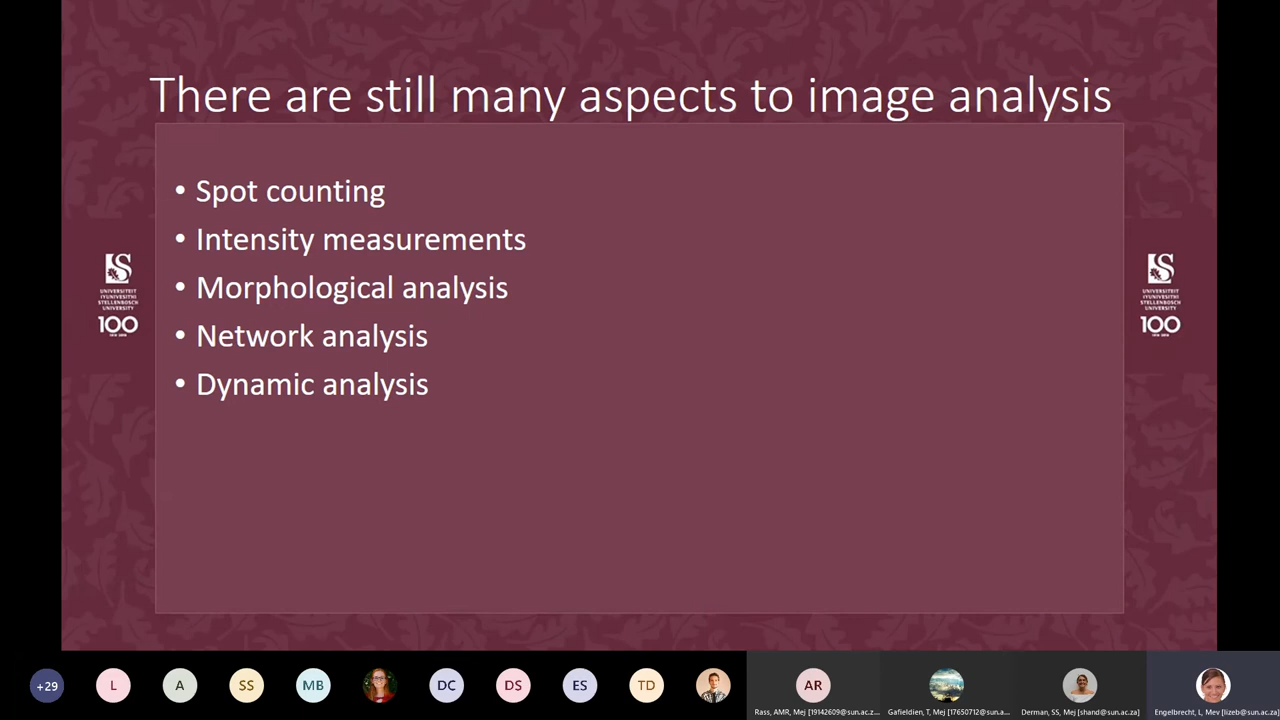 There are still many aspects to image analysis
• Spot counting
• Intensity measurements
• Morphological analysis
• Network analysis
• Dynamic analysis
UNIVERSITEIT
IYUNIVESITHI
STELLENBOSCH
UNIVERSITY
100
UNIVERSITEIT
IYUNIVESITHI
STELLENBOSCH
UNIVERSITY
100
+29
L
A
SS
MB
DC
DS
ES
TD
AR
Rass, AMR, Mej [19142609@sun.ac.z...
Gafieldien, T, Mej [17650712@sun.a...
Derman, SS, Mej [shand@sun.ac.za]
Engelbrecht, L, Mev [lizeb@sun.ac.za]